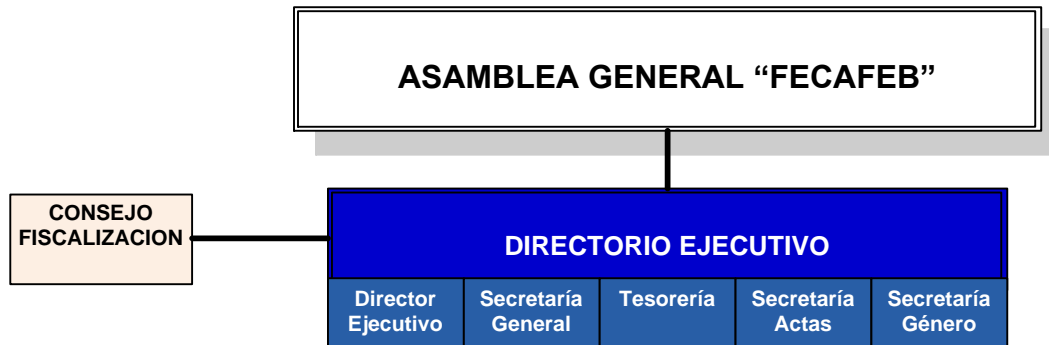 ASAMBLEA GENERAL “FECAFEB”
CONSEJO
FISCALIZACION
DIRECTORIO EJECUTIVO
Director
Ejecutivo
Secretaría
General
Tesorería
Secretaría
Actas
Secretaría
Género